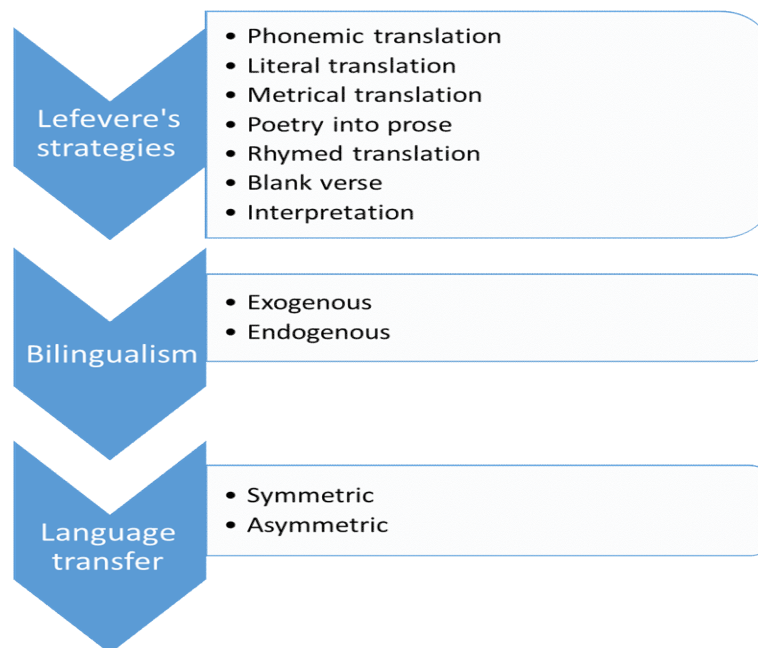 Lefevere's
strategies
• Phonemic translation
• Literal translation
• Metrical translation
• Poetry into prose
• Rhymed translation
• Blank verse
• Interpretation
Bilingualism
• Exogenous
• Endogenous
Language
transfer
• Symmetric
• Asymmetric